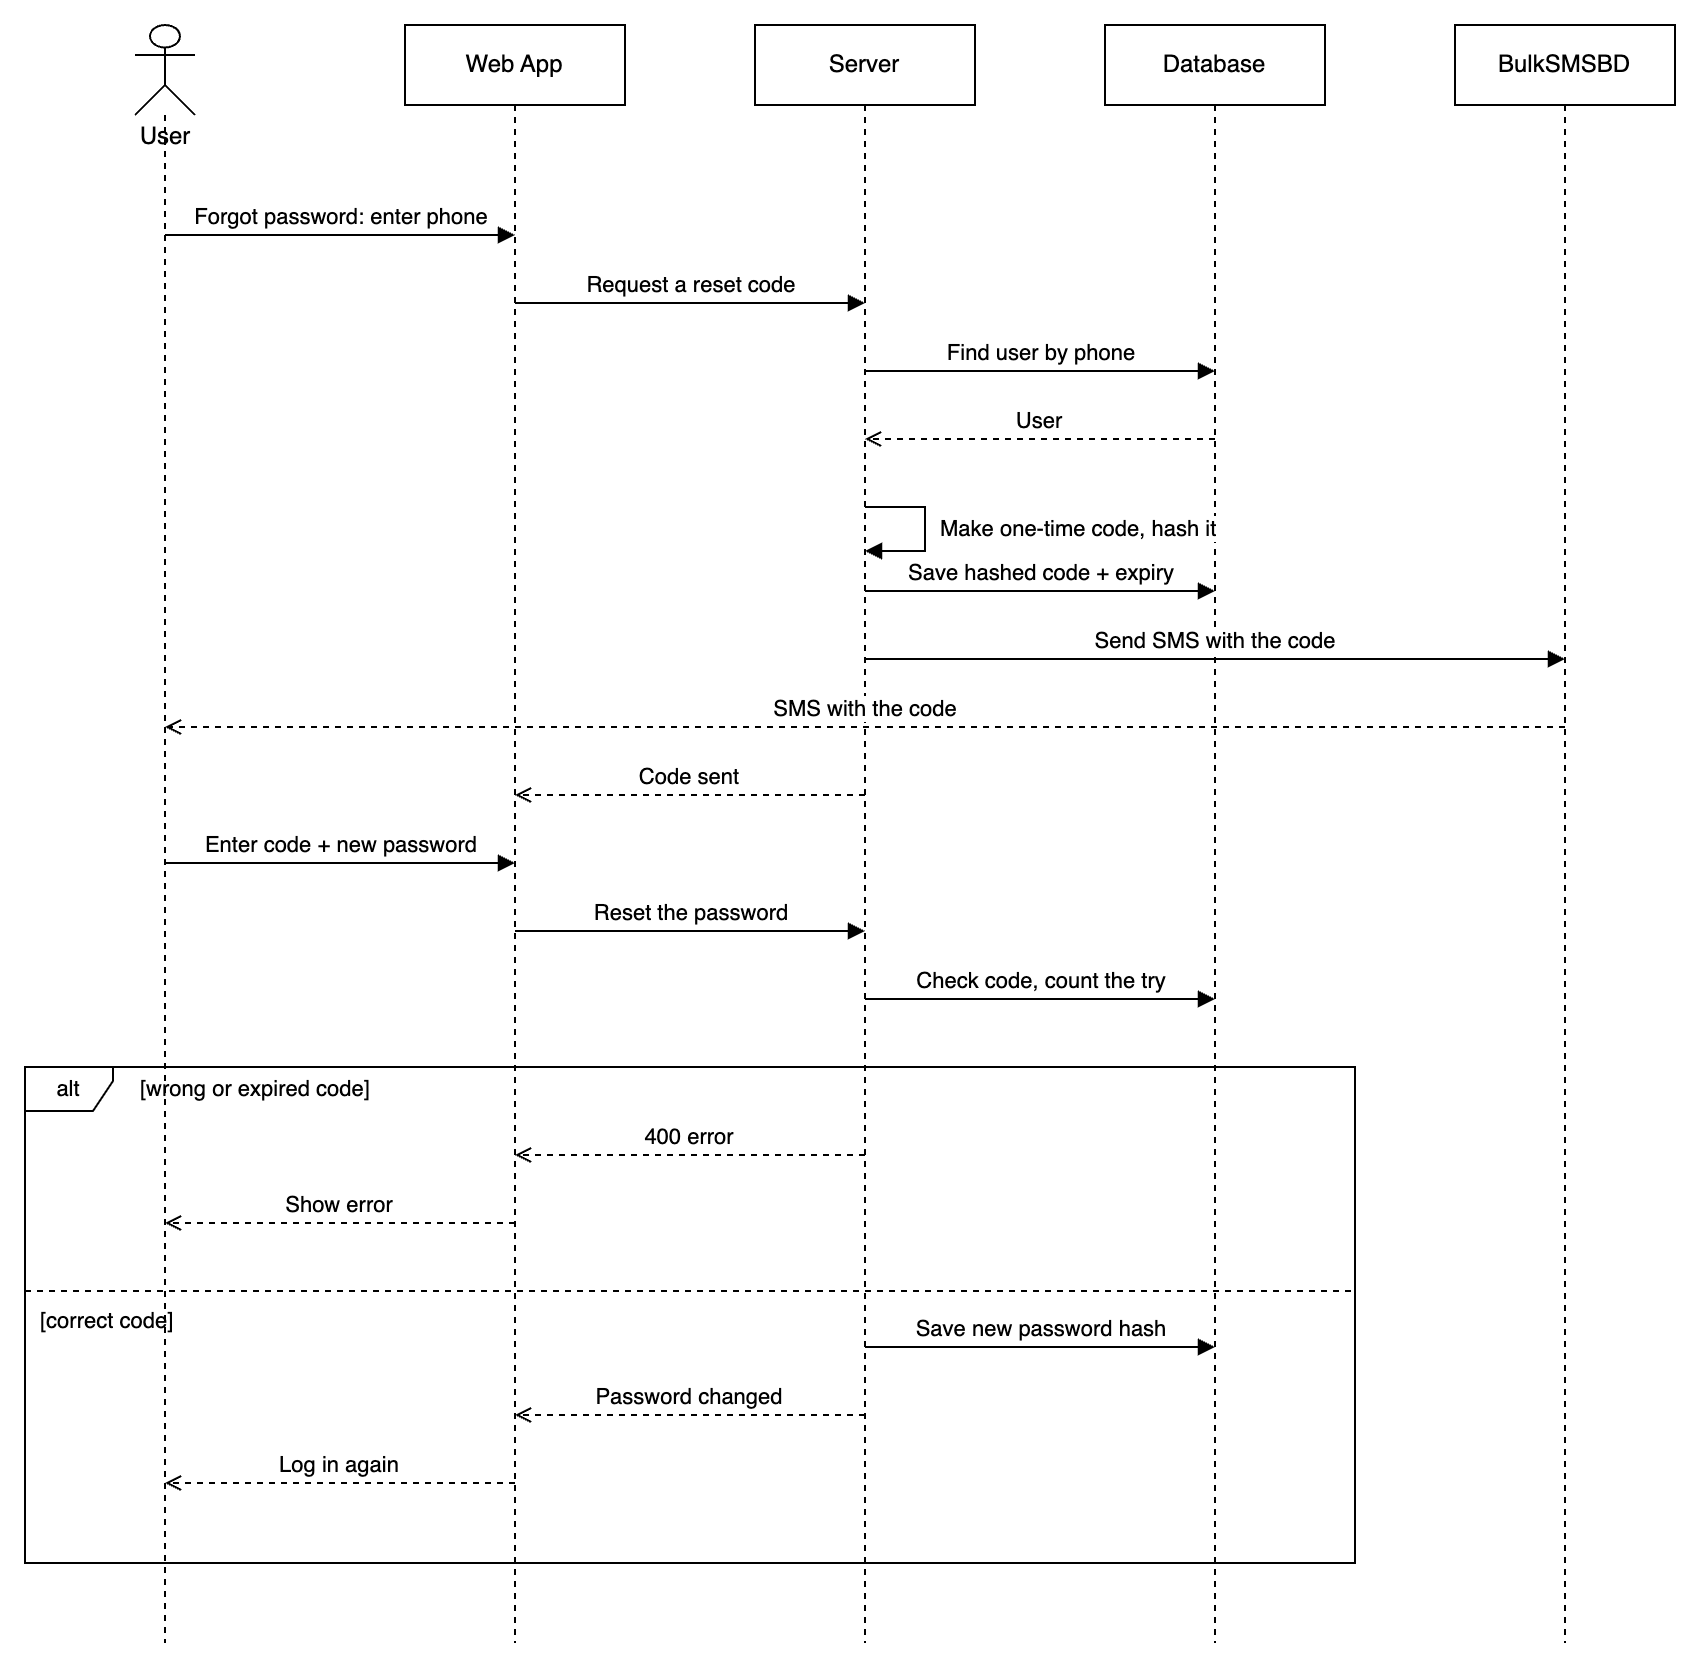 User
Web App
Server
Database
BulkSMSBD
Forgot password: enter phone
Request a reset code
Find user by phone
User
Make one-time code, hash it
Save hashed code + expiry
Send SMS with the code
SMS with the code
Code sent
Enter code + new password
Reset the password
Check code, count the try
alt
[wrong or expired code]
400 error
Show error
[correct code]
Save new password hash
Password changed
Log in again